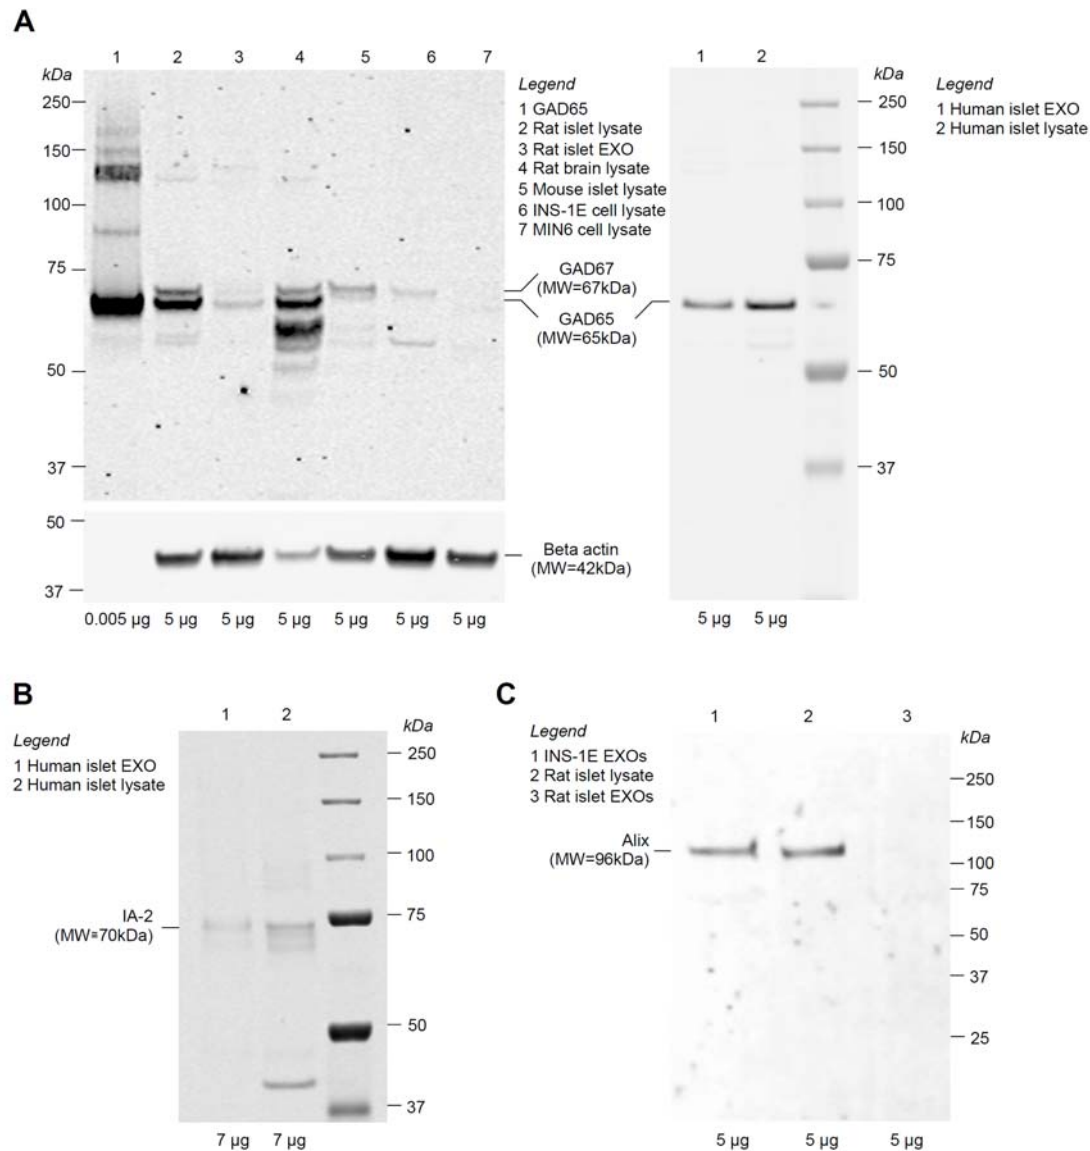 A
1 2 3 4 5 6 7
kDa
250
150
100
75
50
37
Legend
1 GAD65
2 Rat islet lysate
3 Rat islet EXO
4 Rat brain lysate
5 Mouse islet lysate
6 INS-1E cell lysate
7 MIN6 cell lysate
GAD67
(MW=67kDa)
GAD65
(MW=65kDa)
50
37
Beta actin
(MW=42kDa)
0.005 µg 5 µg 5 µg 5 µg 5 µg 5 µg 5 µg
1 2
kDa
250
150
100
75
50
37
Legend
1 Human islet EXO
2 Human islet lysate
5 µg 5 µg
B
Legend
1 Human islet EXO
2 Human islet lysate
1 2
kDa
250
150
100
75
50
37
IA-2
(MW=70kDa)
7 µg 7 µg
C
Legend
1 INS-1E EXOs
2 Rat islet lysate
3 Rat islet EXOs
1 2 3
kDa
250
150
100
75
50
37
25
Alix
(MW=96kDa)
5 µg 5 µg 5 µg